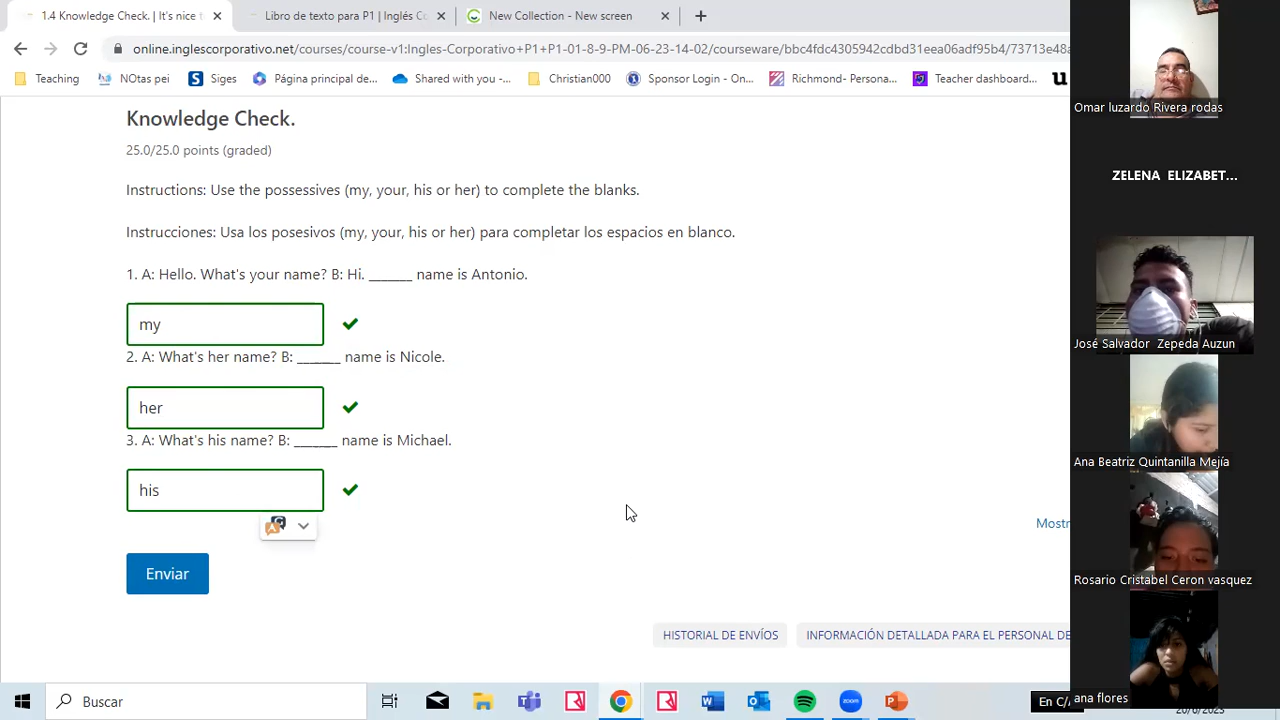 1.4 Knowledge Check. | It's nice t
Libro de texto para P1 | Inglés Co
Nav Collection - New screen
online.inglescorporativo.net/courses/course-v1:Ingles-Corporativo+P1+P1-01-8-9-PM-06-23-14-02/courseware/bbc4fdc4305942cdbd31eea06adf95b4/73713e48a
Teaching
NOtas pei
Siges
Página principal de...
Shared with you -...
Christian000
Sponsor Login - On...
Richmond- Persona...
Teacher dashboard...
Knowledge Check.
25.0/25.0 points (graded)
Instructions: Use the possessives (my, your, his or her) to complete the blanks.
Instrucciones: Usa los posesivos (my, your, his or her) para completar los espacios en blanco.
1. A: Hello. What's your name? B: Hi. ______ name is Antonio.
my
2. A: What's her name? B: ______ name is Nicole.
her
3. A: What's his name? B: ______ name is Michael.
his
Mostr
Enviar
HISTORIAL DE ENVÍOS
INFORMACIÓN DETALLADA PARA EL PERSONAL DE
Omar luzardo Rivera rodas
ZELENA ELIZABET...
José Salvador Zepeda Auzun
Ana Beatriz Quintanilla Mejía
Rosario Cristabel Ceron vasquez
ana flores
Buscar
En C/A
20/6/2023